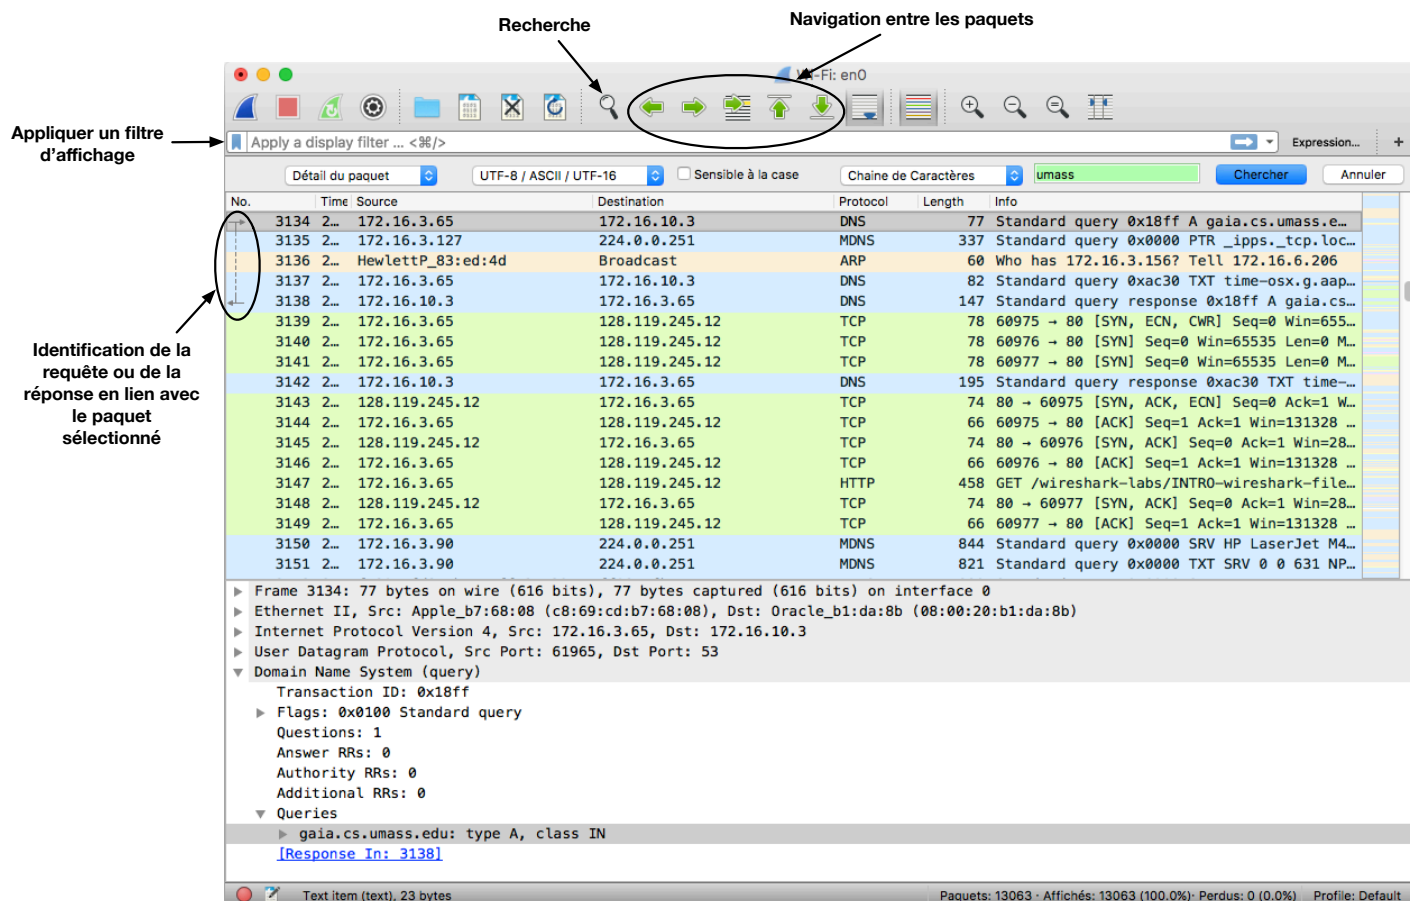 Recherche
Navigation entre les paquets
Appliquer un filtre
d'affichage
Identification de la
requête ou de la
réponse en lien avec
le paquet
sélectionné
Fi: en0
Apply a display filter ... <⌘/>
Expression... +
Détail du paquet UTF-8 / ASCII / UTF-16 Sensible à la case Chaine de Caractères umass Chercher Annuler
No. Time Source Destination Protocol Length Info
3134 2… 172.16.3.65 172.16.10.3 DNS 77 Standard query 0x18ff A gaia.cs.umass.e…
3135 2… 172.16.3.127 224.0.0.251 MDNS 337 Standard query 0x0000 PTR _ipps._tcp.loc…
3136 2… HewlettP_83:ed:4d Broadcast ARP 60 Who has 172.16.3.156? Tell 172.16.6.206
3137 2… 172.16.3.65 172.16.10.3 DNS 82 Standard query 0xac30 TXT time-osx.g.aap…
3138 2… 172.16.10.3 172.16.3.65 DNS 147 Standard query response 0x18ff A gaia.cs…
3139 2… 172.16.3.65 128.119.245.12 TCP 78 60975 → 80 [SYN, ECN, CWR] Seq=0 Win=655…
3140 2… 172.16.3.65 128.119.245.12 TCP 78 60976 → 80 [SYN] Seq=0 Win=65535 Len=0 M…
3141 2… 172.16.3.65 128.119.245.12 TCP 78 60977 → 80 [SYN] Seq=0 Win=65535 Len=0 M…
3142 2… 172.16.10.3 172.16.3.65 DNS 195 Standard query response 0xac30 TXT time-…
3143 2… 128.119.245.12 172.16.3.65 TCP 74 80 → 60975 [SYN, ACK, ECN] Seq=0 Ack=1 W…
3144 2… 172.16.3.65 128.119.245.12 TCP 66 60975 → 80 [ACK] Seq=1 Ack=1 Win=131328 …
3145 2… 128.119.245.12 172.16.3.65 TCP 74 80 → 60976 [SYN, ACK] Seq=0 Ack=1 Win=28…
3146 2… 172.16.3.65 128.119.245.12 TCP 66 60976 → 80 [ACK] Seq=1 Ack=1 Win=131328 …
3147 2… 172.16.3.65 128.119.245.12 HTTP 458 GET /wireshark-labs/INTRO-wireshark-file…
3148 2… 128.119.245.12 172.16.3.65 TCP 74 80 → 60977 [SYN, ACK] Seq=0 Ack=1 Win=28…
3149 2… 172.16.3.65 128.119.245.12 TCP 66 60977 → 80 [ACK] Seq=1 Ack=1 Win=131328 …
3150 2… 172.16.3.90 224.0.0.251 MDNS 844 Standard query 0x0000 SRV HP LaserJet M4…
3151 2… 172.16.3.90 224.0.0.251 MDNS 821 Standard query 0x0000 TXT SRV 0 0 631 NP…
Frame 3134: 77 bytes on wire (616 bits), 77 bytes captured (616 bits) on interface 0
Ethernet II, Src: Apple_b7:68:08 (c8:69:cd:b7:68:08), Dst: Oracle_b1:da:8b (08:00:20:b1:da:8b)
Internet Protocol Version 4, Src: 172.16.3.65, Dst: 172.16.10.3
User Datagram Protocol, Src Port: 61965, Dst Port: 53
Domain Name System (query)
Transaction ID: 0x18ff
Flags: 0x0100 Standard query
Questions: 1
Answer RRs: 0
Authority RRs: 0
Additional RRs: 0
Queries
gaia.cs.umass.edu: type A, class IN
[Response In: 3138]
Text item (text), 23 bytes Paquets: 13063 · Affichés: 13063 (100.0%)· Perdus: 0 (0.0%) Profile: Default